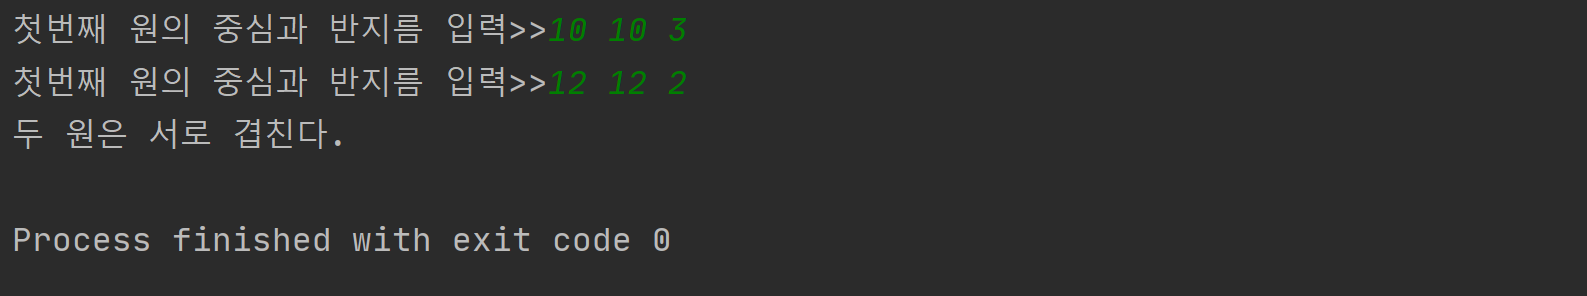 첫번째 원의 중심과 반지름 입력>>10 10 3
첫번째 원의 중심과 반지름 입력>>12 12 2
두 원은 서로 겹친다.
Process finished with exit code 0